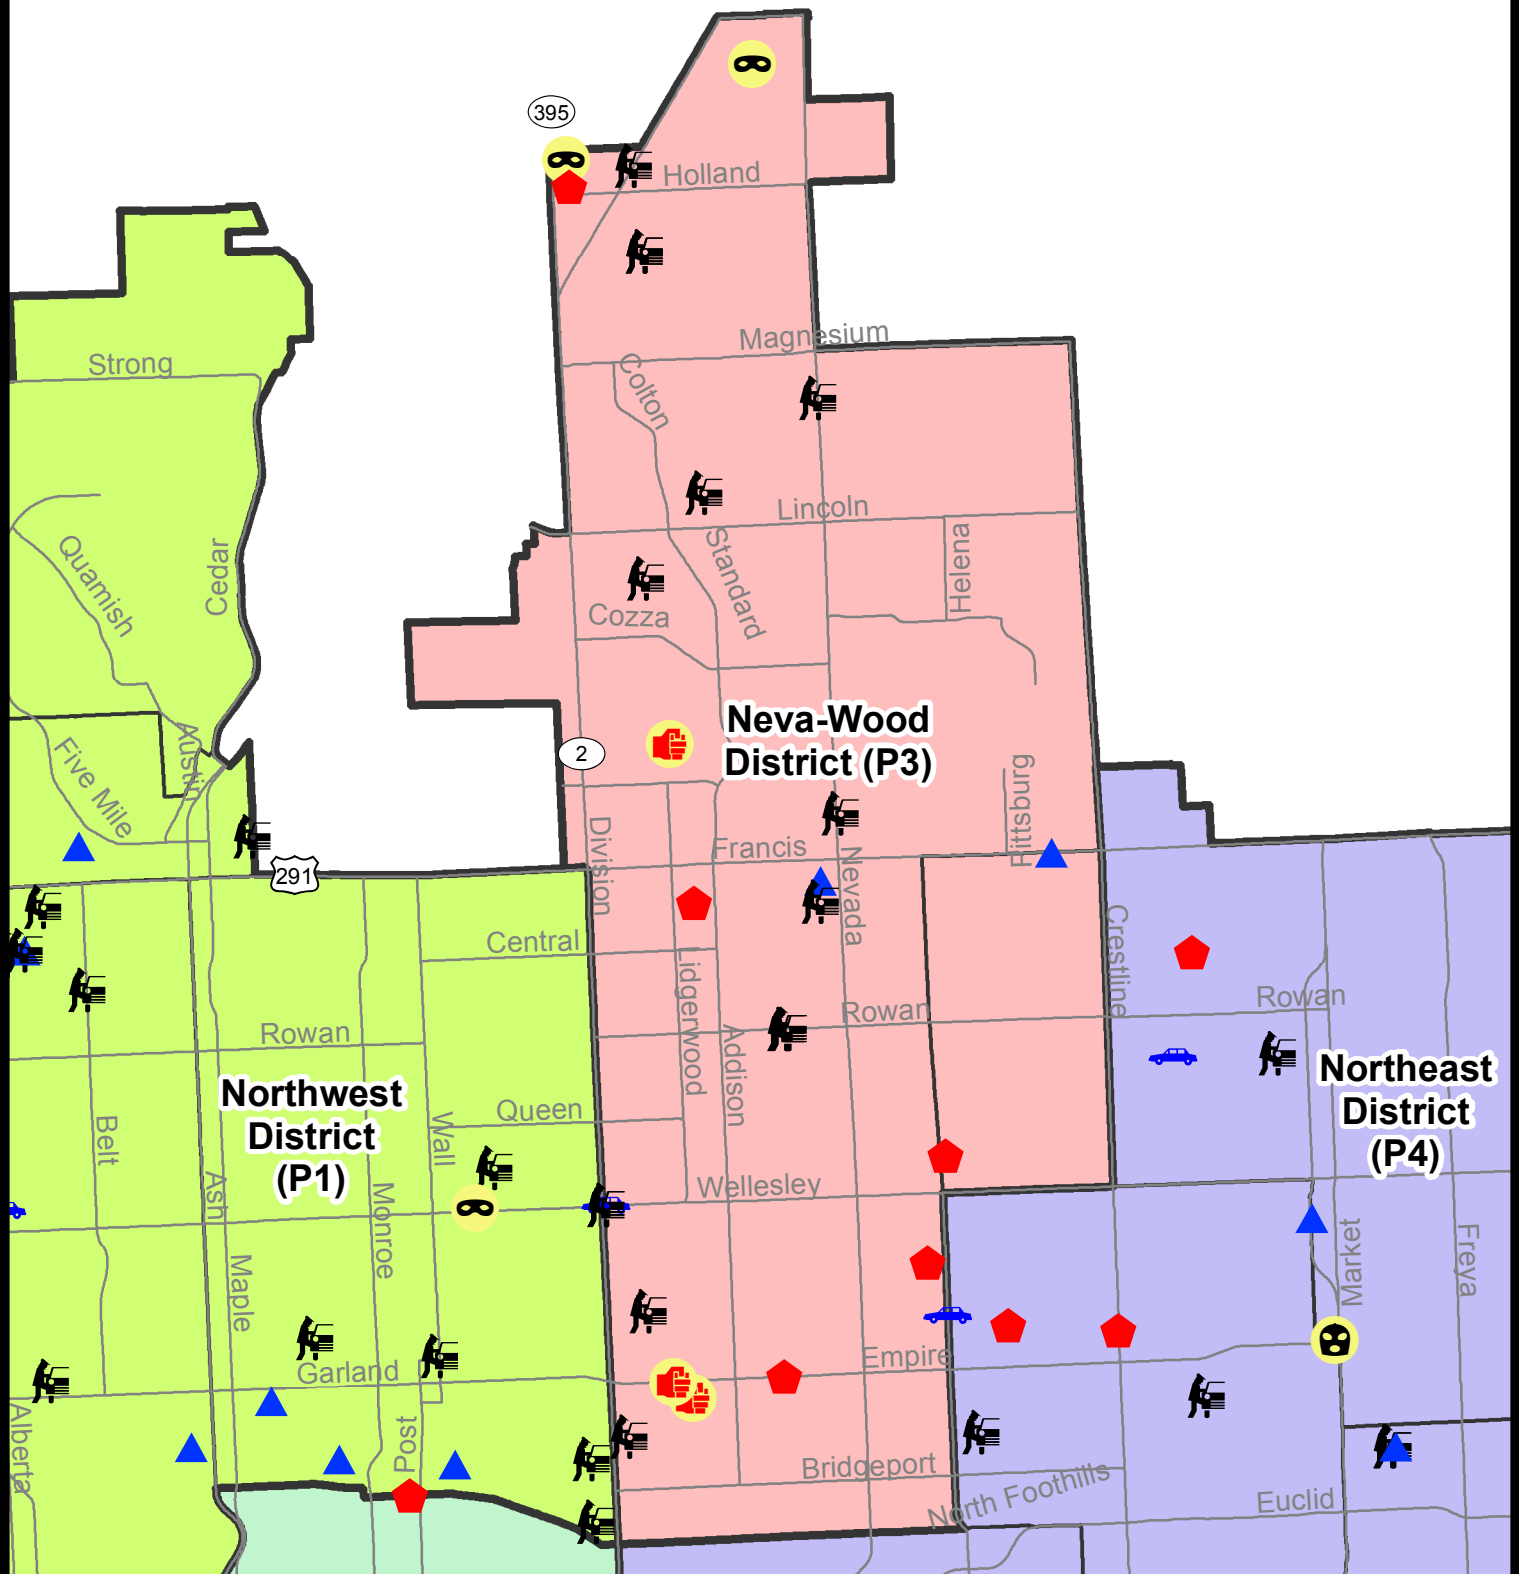 395
Holland
Magnesium
Strong
Colton
Lincoln
Quamish
Cedar
Standard
Helena
Cozza
Neva-Wood
District (P3)
2
Austin
Five Mile
Pittsburg
Division
Francis
Nevada
291
Central
Crestline
Lidgerwood
Rowan
Rowan
Rowan
Addison
Northwest
District
(P1)
Northeast
District
(P4)
Queen
Belt
Wall
Ash
Monroe
Wellesley
Maple
Market
Freya
Empire
Garland
Alberta
Post
Bridgeport
North Foothills
Euclid